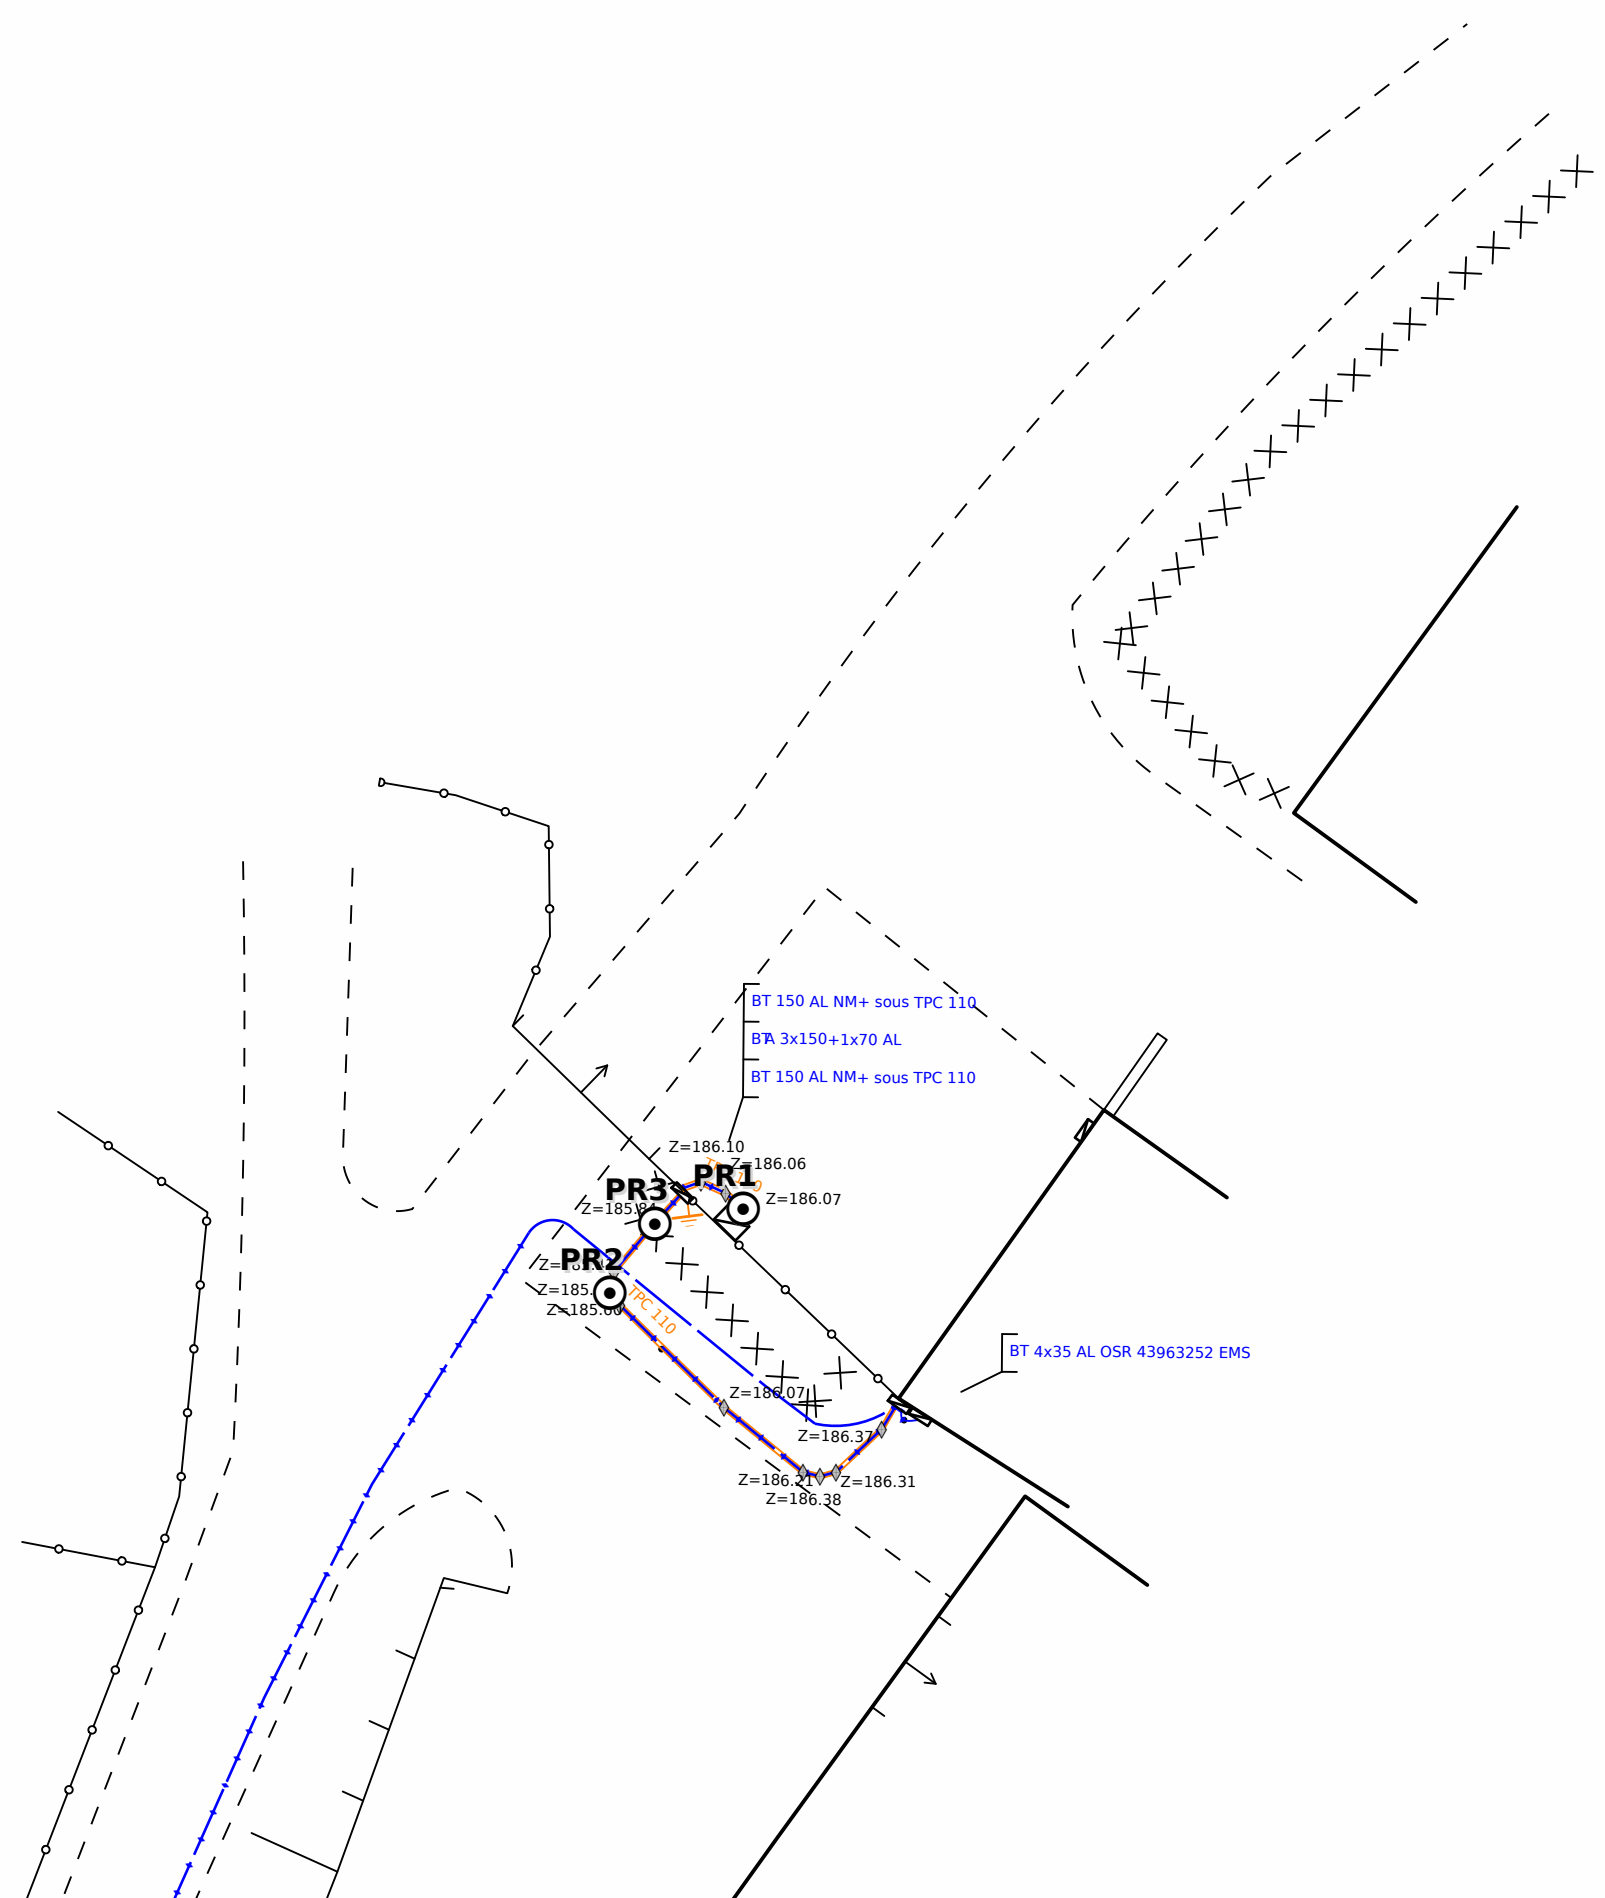 BT 150 AL NM+ sous TPC 110
BTA 3x150+1x70 AL
BT 150 AL NM+ sous TPC 110
Z=186.10
Z=186.06
PR1
PR3
Z=186.07
PR2
TPC 110
BT 4x35 AL OSR 43963252 EMS
Z=186.07
Z=186.37
Z=186.21
Z=186.31
Z=186.38